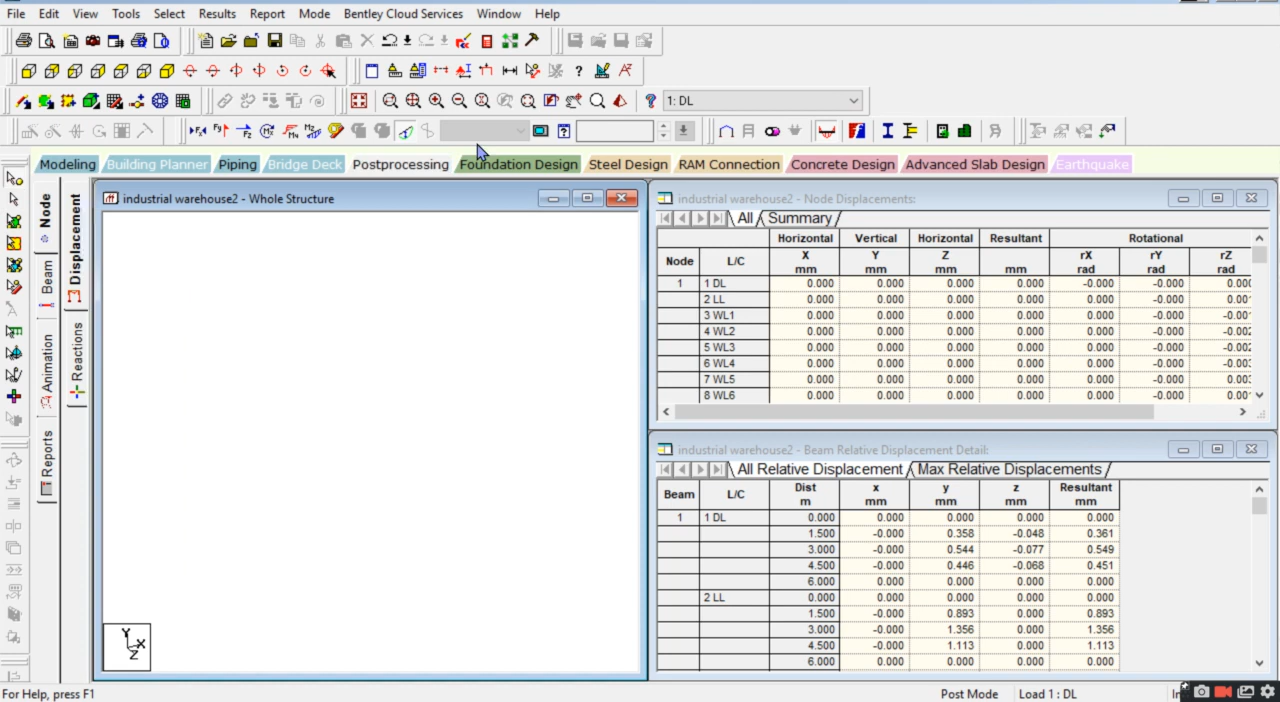 File Edit View Tools Select Results Report Mode Bentley Cloud Services Window Help
1: DL
Modeling Building Planner Piping Bridge Deck Postprocessing Foundation Design Steel Design RAM Connection Concrete Design Advanced Slab Design Earthquake
Node
Beam
Animation
Reports
Displacement
Reactions
industrial warehouse2 - Whole Structure
Y
X
Z
industrial warehouse2 - Node Displacements:
All Summary
Horizontal Vertical Horizontal Resultant Rotational
Node L/C X mm Y mm Z mm mm rX rad rY rad rZ rad
1 1 DL 0.000 0.000 0.000 0.000 -0.000 -0.000 0.000
2 LL 0.000 0.000 0.000 0.000 0.000 -0.000 0.00
3 WL1 0.000 0.000 0.000 0.000 0.000 -0.000 -0.00
4 WL2 0.000 0.000 0.000 0.000 0.000 -0.000 -0.002
5 WL3 0.000 0.000 0.000 0.000 0.000 -0.000 -0.002
6 WL4 0.000 0.000 0.000 0.000 0.000 -0.000 -0.00
7 WL5 0.000 0.000 0.000 0.000 0.000 -0.000 0.00
8 WL6 0.000 0.000 0.000 0.000 0.000 -0.000 0.00
industrial warehouse2 - Beam Relative Displacement Detail:
All Relative Displacement Max Relative Displacements
Beam L/C Dist m x mm y mm z mm Resultant mm
1 1 DL 0.000 0.000 0.000 0.000 0.000
1.500 -0.000 0.358 -0.048 0.361
3.000 -0.000 0.544 -0.077 0.549
4.500 -0.000 0.446 -0.068 0.451
6.000 0.000 0.000 0.000 0.000
2 LL 0.000 0.000 0.000 0.000 0.000
1.500 -0.000 0.893 0.000 0.893
3.000 -0.000 1.356 0.000 1.356
4.500 -0.000 1.113 0.000 1.113
6.000 0.000 0.000 0.000 0.000
For Help, press F1
Post Mode Load 1 : DL